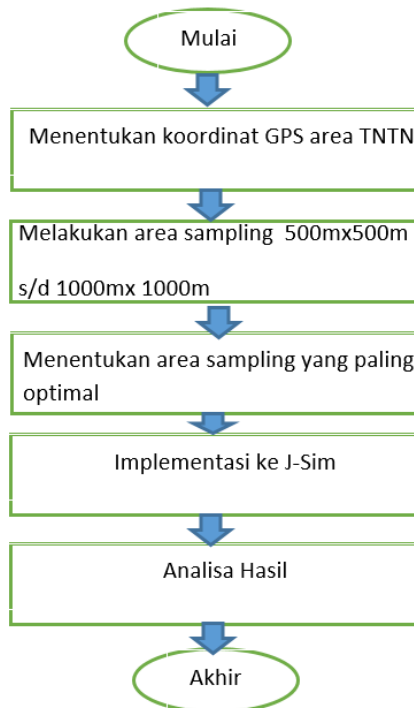 Mulai
Menentukan koordinat GPS area TNTN
Melakukan area sampling 500mx500m
s/d 1000mx 1000m
Menentukan area sampling yang paling
optimal
Implementasi ke J-Sim
Analisa Hasil
Akhir